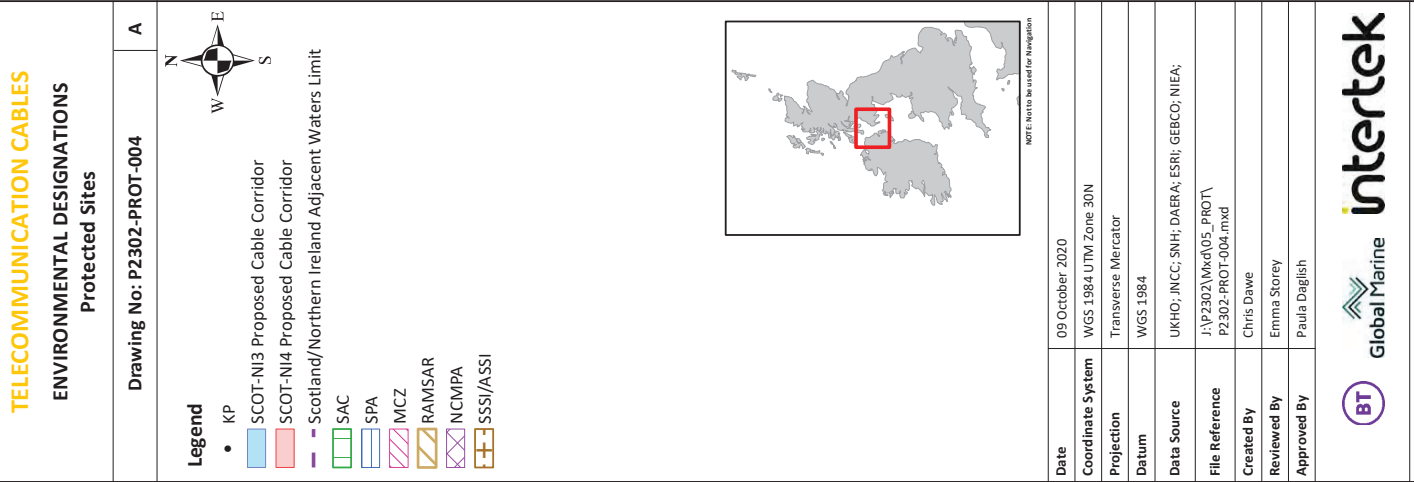 TELECOMMUNICATION CABLES
ENVIRONMENTAL DESIGNATIONS
Protected Sites
Drawing No: P2302-PROT-004
A
N
E
S
W
Legend
KP
SCOT-NI3 Proposed Cable Corridor
SCOT-NI4 Proposed Cable Corridor
Scotland/Northern Ireland Adjacent Waters Limit
SAC
SPA
MCZ
RAMSAR
NCMPA
SSSI/ASSI
NOTE: Not to be used for Navigation
Date 09 October 2020
Coordinate System WGS 1984 UTM Zone 30N
Projection Transverse Mercator
Datum WGS 1984
Data Source UKHO; JNCC; SNH; DAERA; ESRI; GEBCO; NIEA;
File Reference J:\P2302\Mxd\05_PROT\
P2302-PROT-004.mxd
Created By Chris Dawe
Reviewed By Emma Storey
Approved By Paula Daglish
BT
Global Marine
intertek